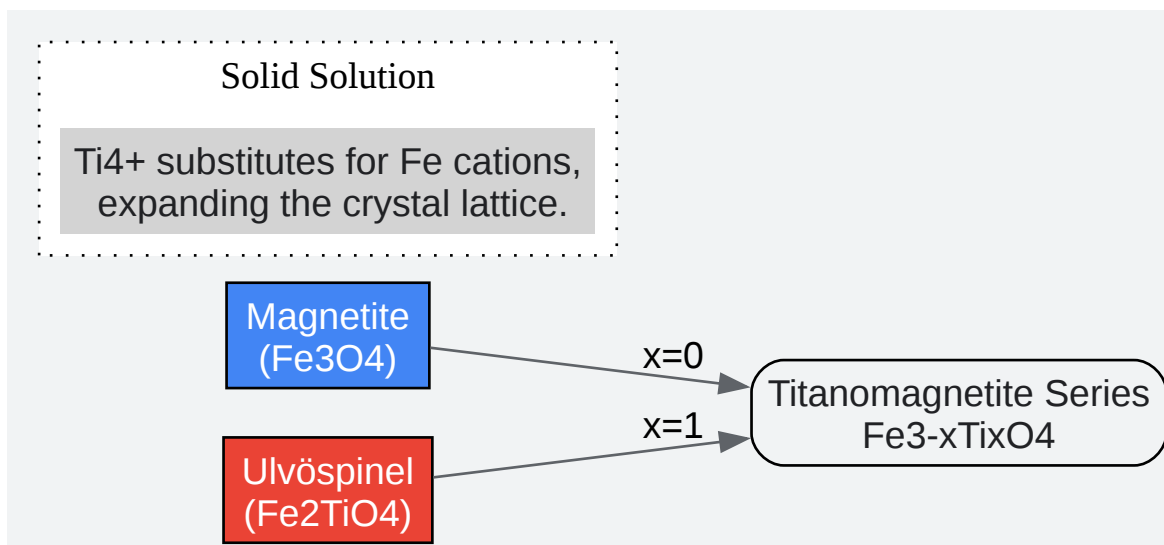 Solid Solution
Ti4+ substitutes for Fe cations,
expanding the crystal lattice.
Magnetite
(Fe3O4)
x=0
Titanomagnetite Series
Fe3-xTixO4
x=1
Ulvöspinel
(Fe2TiO4)